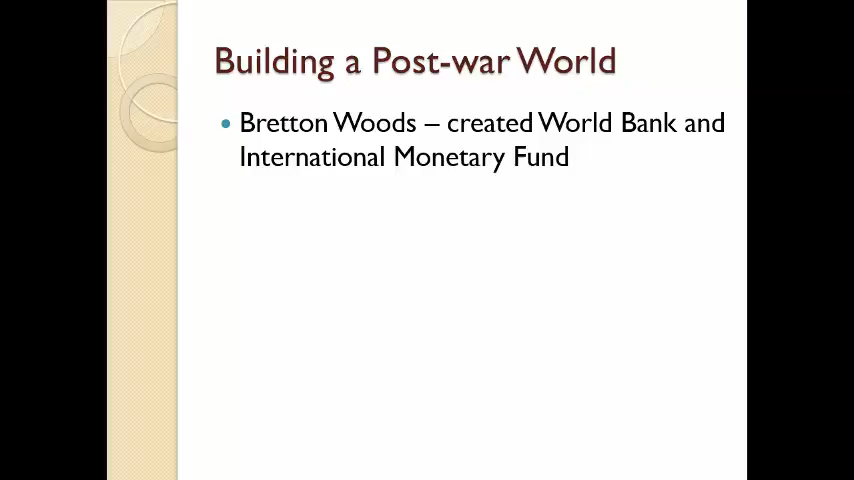 Building a Post-war World
• Bretton Woods – created World Bank and
International Monetary Fund